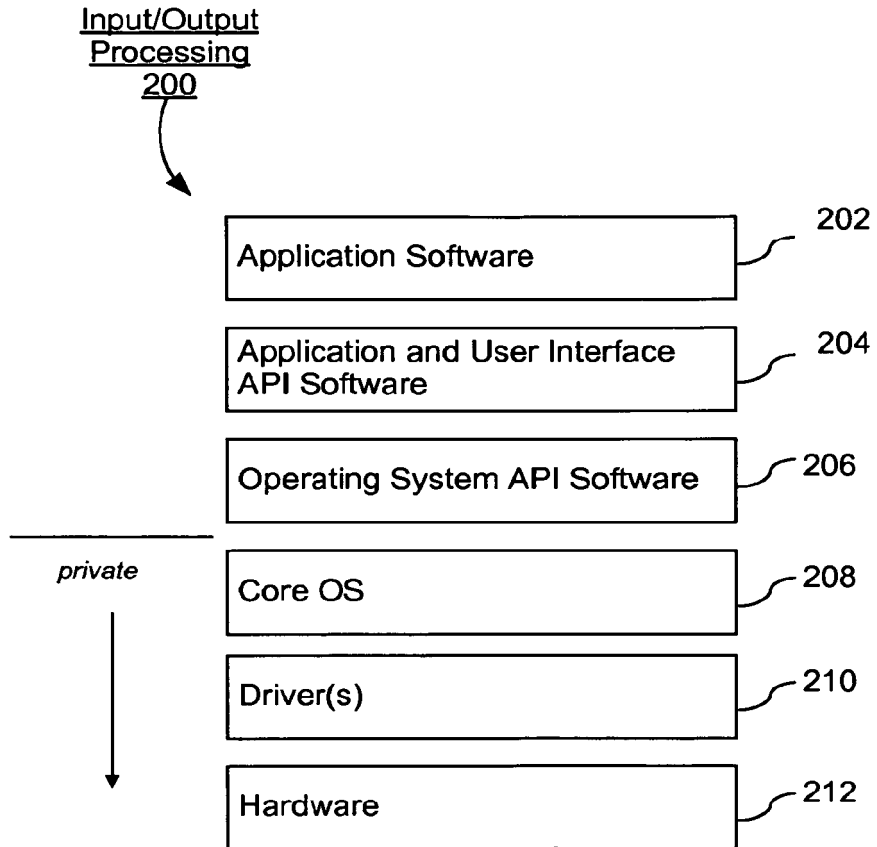 Input/Output
Processing
200
202
Application Software
204
Application and User Interface
API Software
206
Operating System API Software
private
208
Core OS
210
Driver(s)
212
Hardware